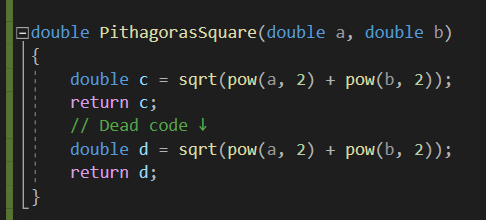 double PithagorasSquare(double a, double b)
{
double c = sqrt(pow(a, 2) + pow(b, 2));
return c;
// Dead code ↓
double d = sqrt(pow(a, 2) + pow(b, 2));
return d;
}